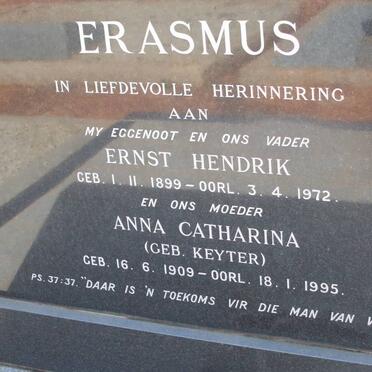 ERASMUS
IN LIEFDEVOLLE HERINNERING
AAN
MY EGGENOOT EN ONS VADER
ERNST HENDRIK
GEB. 1. 11. 1899 – OORL. 3. 4. 1972.
EN ONS MOEDER
ANNA CATHARINA
(GEB. KEYTER)
GEB. 16. 6. 1909 – OORL. 18. 1. 1995.
PS. 37:37. "DAAR IS 'N TOEKOMS VIR DIE MAN VAN